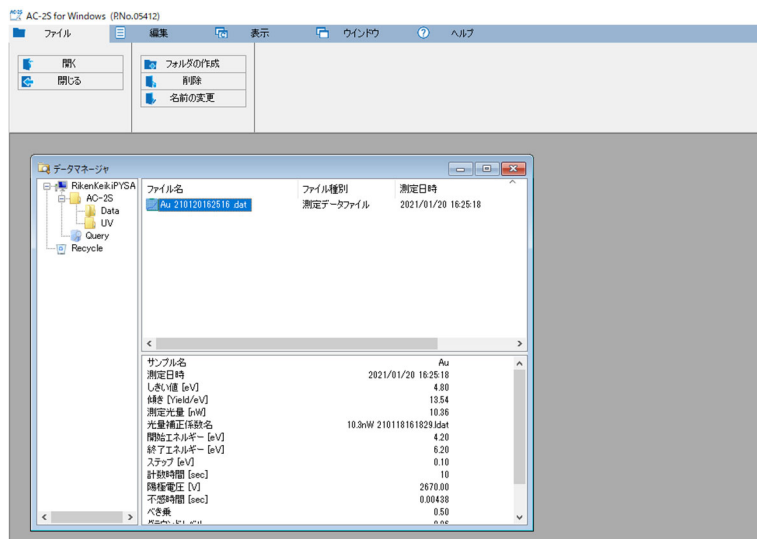 AC-2S for Windows (P.No.05412)
ファイル 編集 表示 ウインドウ ヘルプ
開く フォルダの作成
閉じる 削除
名前の変更
データマネージャ
RikenKeikiPYSA
AC-2S
Data
UV
Query
Recycle
ファイル名 ファイル種別 測定日時
Au 210120162516 .dat 測定データファイル 2021/01/20 16:25:18
サンプル名 Au
測定日時 2021/01/20 16:25:18
しきい値 [eV] 4.80
傾き [Yield/eV] 13.54
測定光量 [nW] 10.36
光量補正係数名 10.3nW 210118161829.ldat
開始エネルギー [eV] 4.20
終了エネルギー [eV] 6.20
ステップ [eV] 0.10
計数時間 [sec] 10
陽極電圧 [V] 2670.00
不感時間 [sec] 0.00438
べき乗 0.50